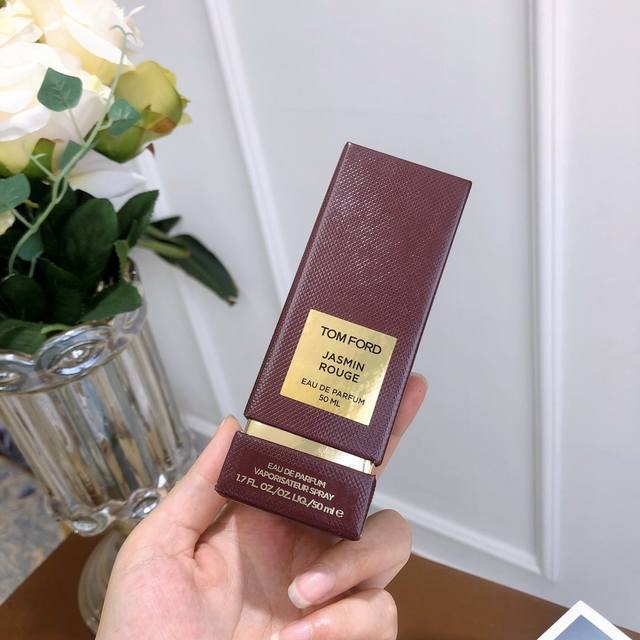 TOM FORD
JASMIN
ROUGE
EAU DE PARFUM
50 ML
EAU DE PARFUM
VAPORISATEUR SPRAY
1.7 FL. OZ./OZ. LIQ./50 ml ℮